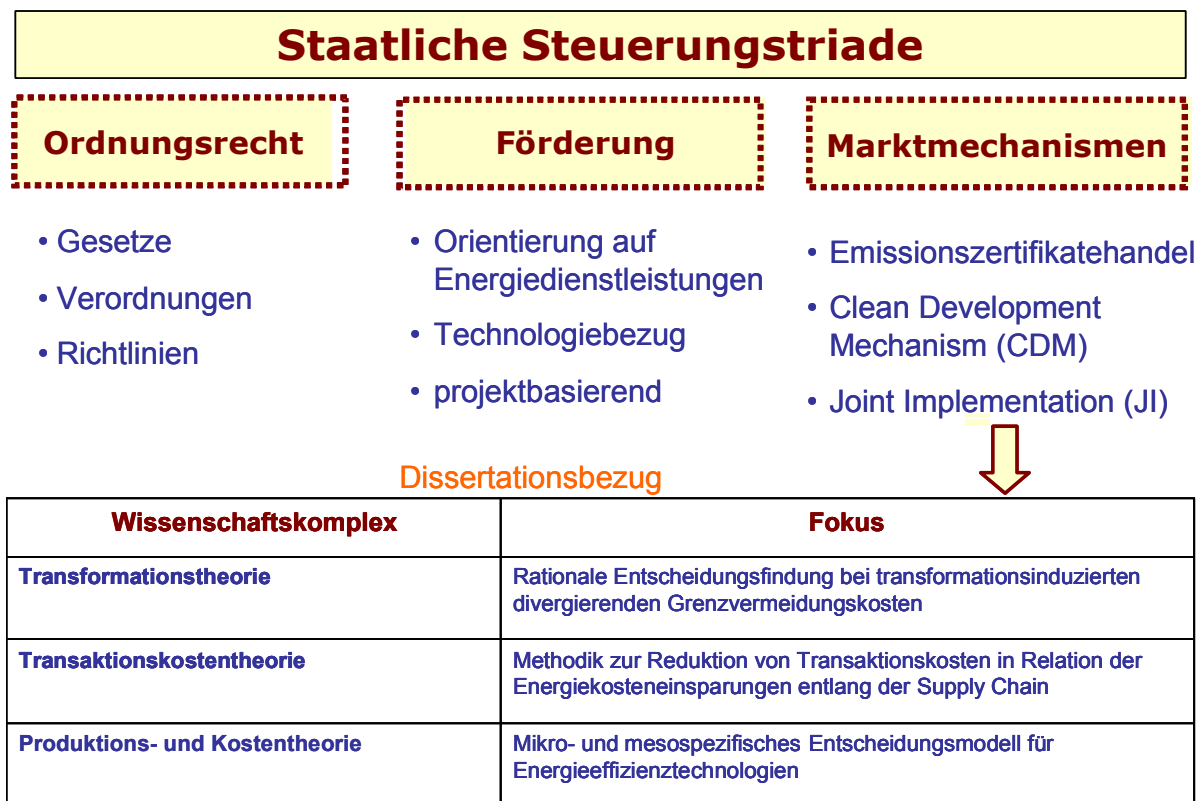 Staatliche Steuerungstriade
Ordnungsrecht
• Gesetze
• Verordnungen
• Richtlinien
Förderung
• Orientierung auf
Energiedienstleistungen
• Technologiebezug
• projektbasierend
Marktmechanismen
• Emissionszertifikatehandel
• Clean Development
Mechanism (CDM)
• Joint Implementation (JI)
Dissertationsbezug
Wissenschaftskomplex
Fokus
Transformationstheorie
Rationale Entscheidungsfindung bei transformationsinduzierten
divergierenden Grenzvermeidungskosten
Transaktionskostentheorie
Methodik zur Reduktion von Transaktionskosten in Relation der
Energiekosteneinsparungen entlang der Supply Chain
Produktions- und Kostentheorie
Mikro- und mesospezifisches Entscheidungsmodell für
Energieeffizienztechnologien